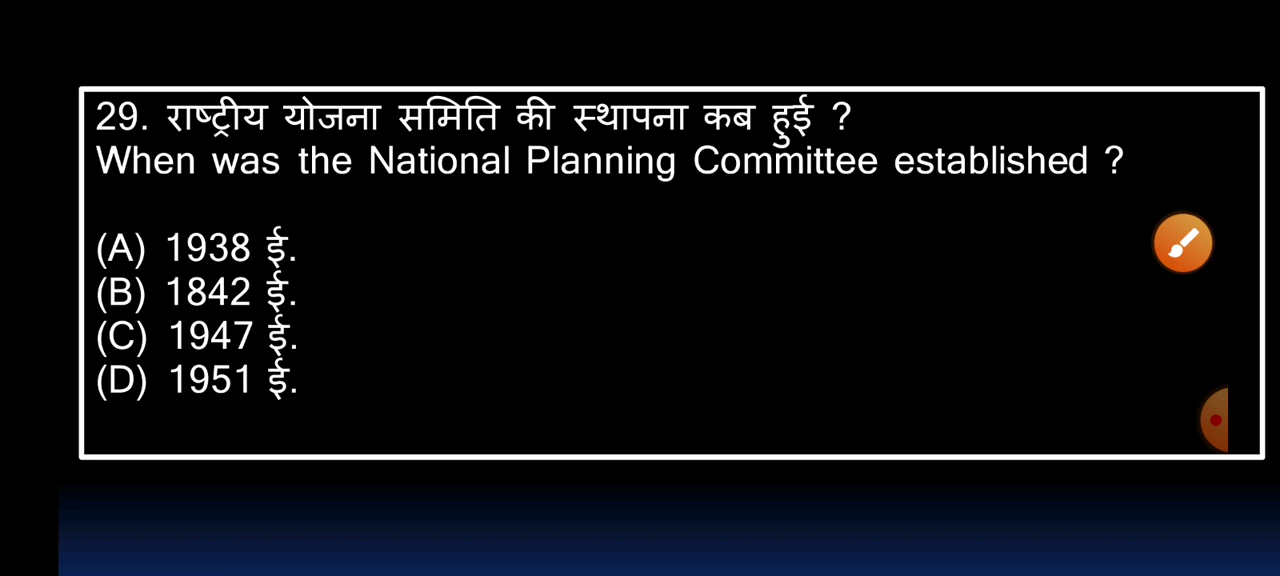 29. राष्ट्रीय योजना समिति की स्थापना कब हुई ?
When was the National Planning Committee established ?
(A) 1938 ई.
(B) 1842 ई.
(C) 1947 ई.
(D) 1951 ई.